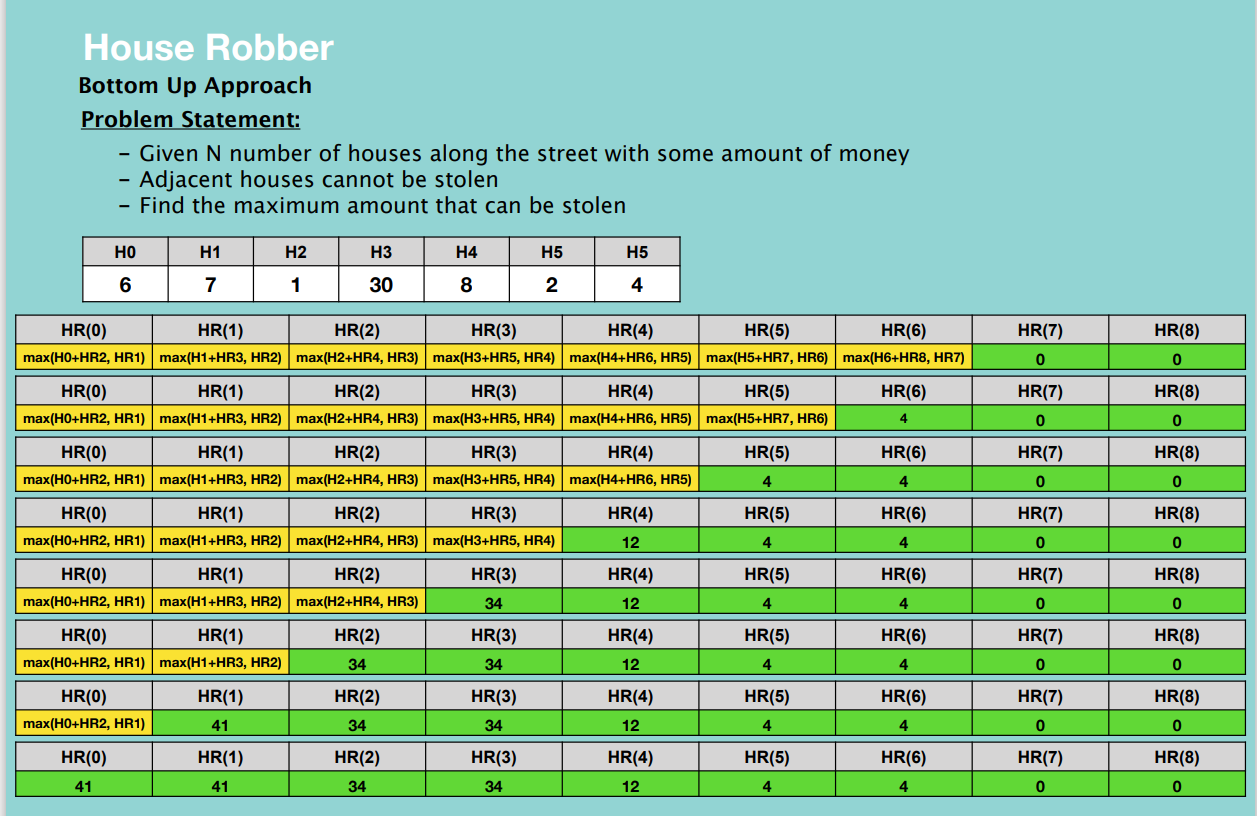 House Robber
Bottom Up Approach
Problem Statement:
– Given N number of houses along the street with some amount of money
– Adjacent houses cannot be stolen
– Find the maximum amount that can be stolen
H0 H1 H2 H3 H4 H5 H5
6 7 1 30 8 2 4
HR(0) HR(1) HR(2) HR(3) HR(4) HR(5) HR(6) HR(7) HR(8)
max(H0+HR2, HR1) max(H1+HR3, HR2) max(H2+HR4, HR3) max(H3+HR5, HR4) max(H4+HR6, HR5) max(H5+HR7, HR6) max(H6+HR8, HR7) 0 0
HR(0) HR(1) HR(2) HR(3) HR(4) HR(5) HR(6) HR(7) HR(8)
max(H0+HR2, HR1) max(H1+HR3, HR2) max(H2+HR4, HR3) max(H3+HR5, HR4) max(H4+HR6, HR5) max(H5+HR7, HR6) 4 0 0
HR(0) HR(1) HR(2) HR(3) HR(4) HR(5) HR(6) HR(7) HR(8)
max(H0+HR2, HR1) max(H1+HR3, HR2) max(H2+HR4, HR3) max(H3+HR5, HR4) max(H4+HR6, HR5) 4 4 0 0
HR(0) HR(1) HR(2) HR(3) HR(4) HR(5) HR(6) HR(7) HR(8)
max(H0+HR2, HR1) max(H1+HR3, HR2) max(H2+HR4, HR3) max(H3+HR5, HR4) 12 4 4 0 0
HR(0) HR(1) HR(2) HR(3) HR(4) HR(5) HR(6) HR(7) HR(8)
max(H0+HR2, HR1) max(H1+HR3, HR2) max(H2+HR4, HR3) 34 12 4 4 0 0
HR(0) HR(1) HR(2) HR(3) HR(4) HR(5) HR(6) HR(7) HR(8)
max(H0+HR2, HR1) max(H1+HR3, HR2) 34 34 12 4 4 0 0
HR(0) HR(1) HR(2) HR(3) HR(4) HR(5) HR(6) HR(7) HR(8)
max(H0+HR2, HR1) 41 34 34 12 4 4 0 0
HR(0) HR(1) HR(2) HR(3) HR(4) HR(5) HR(6) HR(7) HR(8)
41 41 34 34 12 4 4 0 0